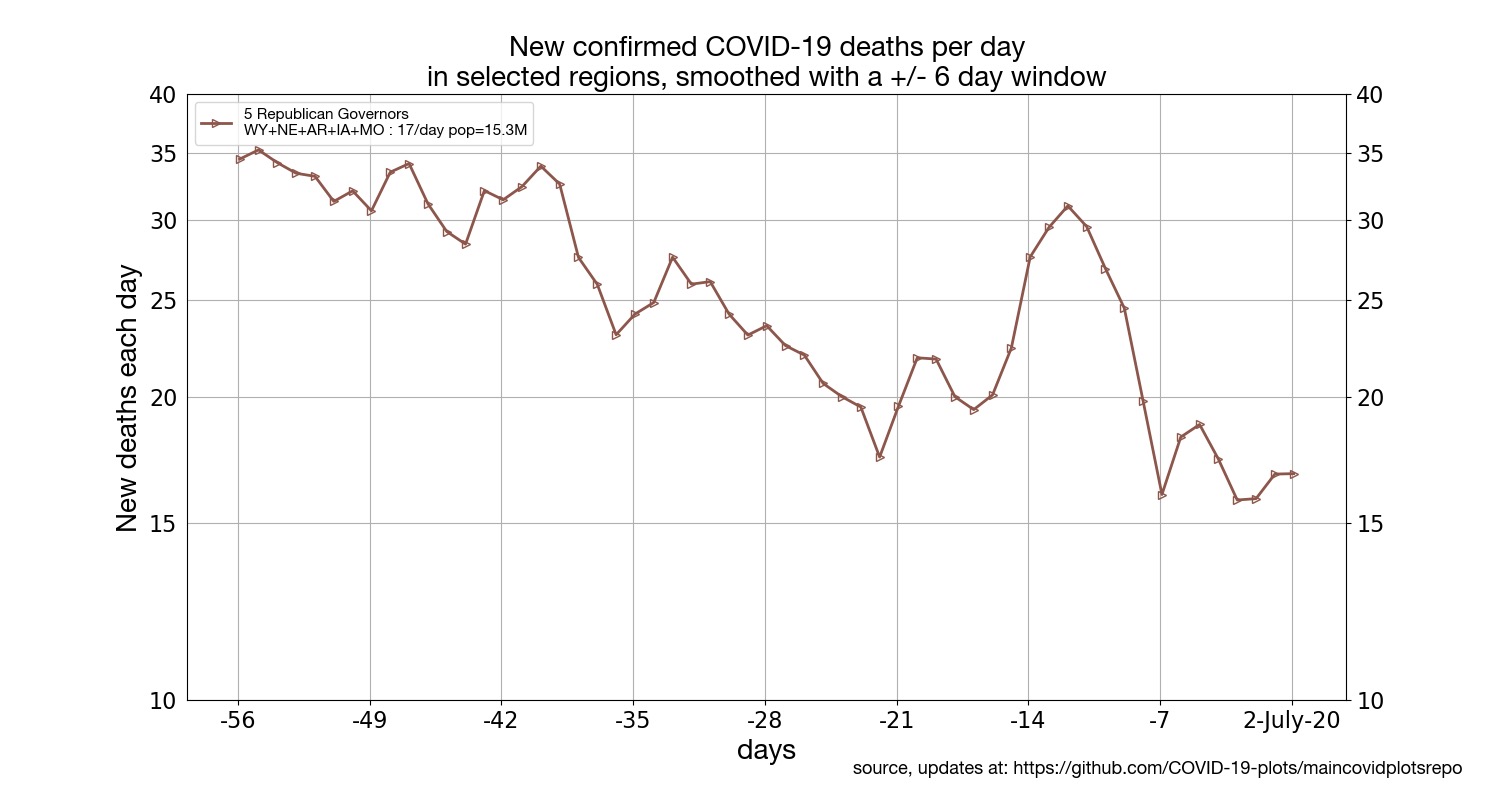 New confirmed COVID-19 deaths per day
in selected regions, smoothed with a +/- 6 day window
40
40
5 Republican Governors
WY+NE+AR+IA+MO : 17/day pop=15.3M
35
35
30
30
25
25
New deaths each day
20
20
15
15
10
10
-56
-49
-42
-35
-28
-21
-14
-7
2-July-20
days
source, updates at: https://github.com/COVID-19-plots/maincovidplotsrepo